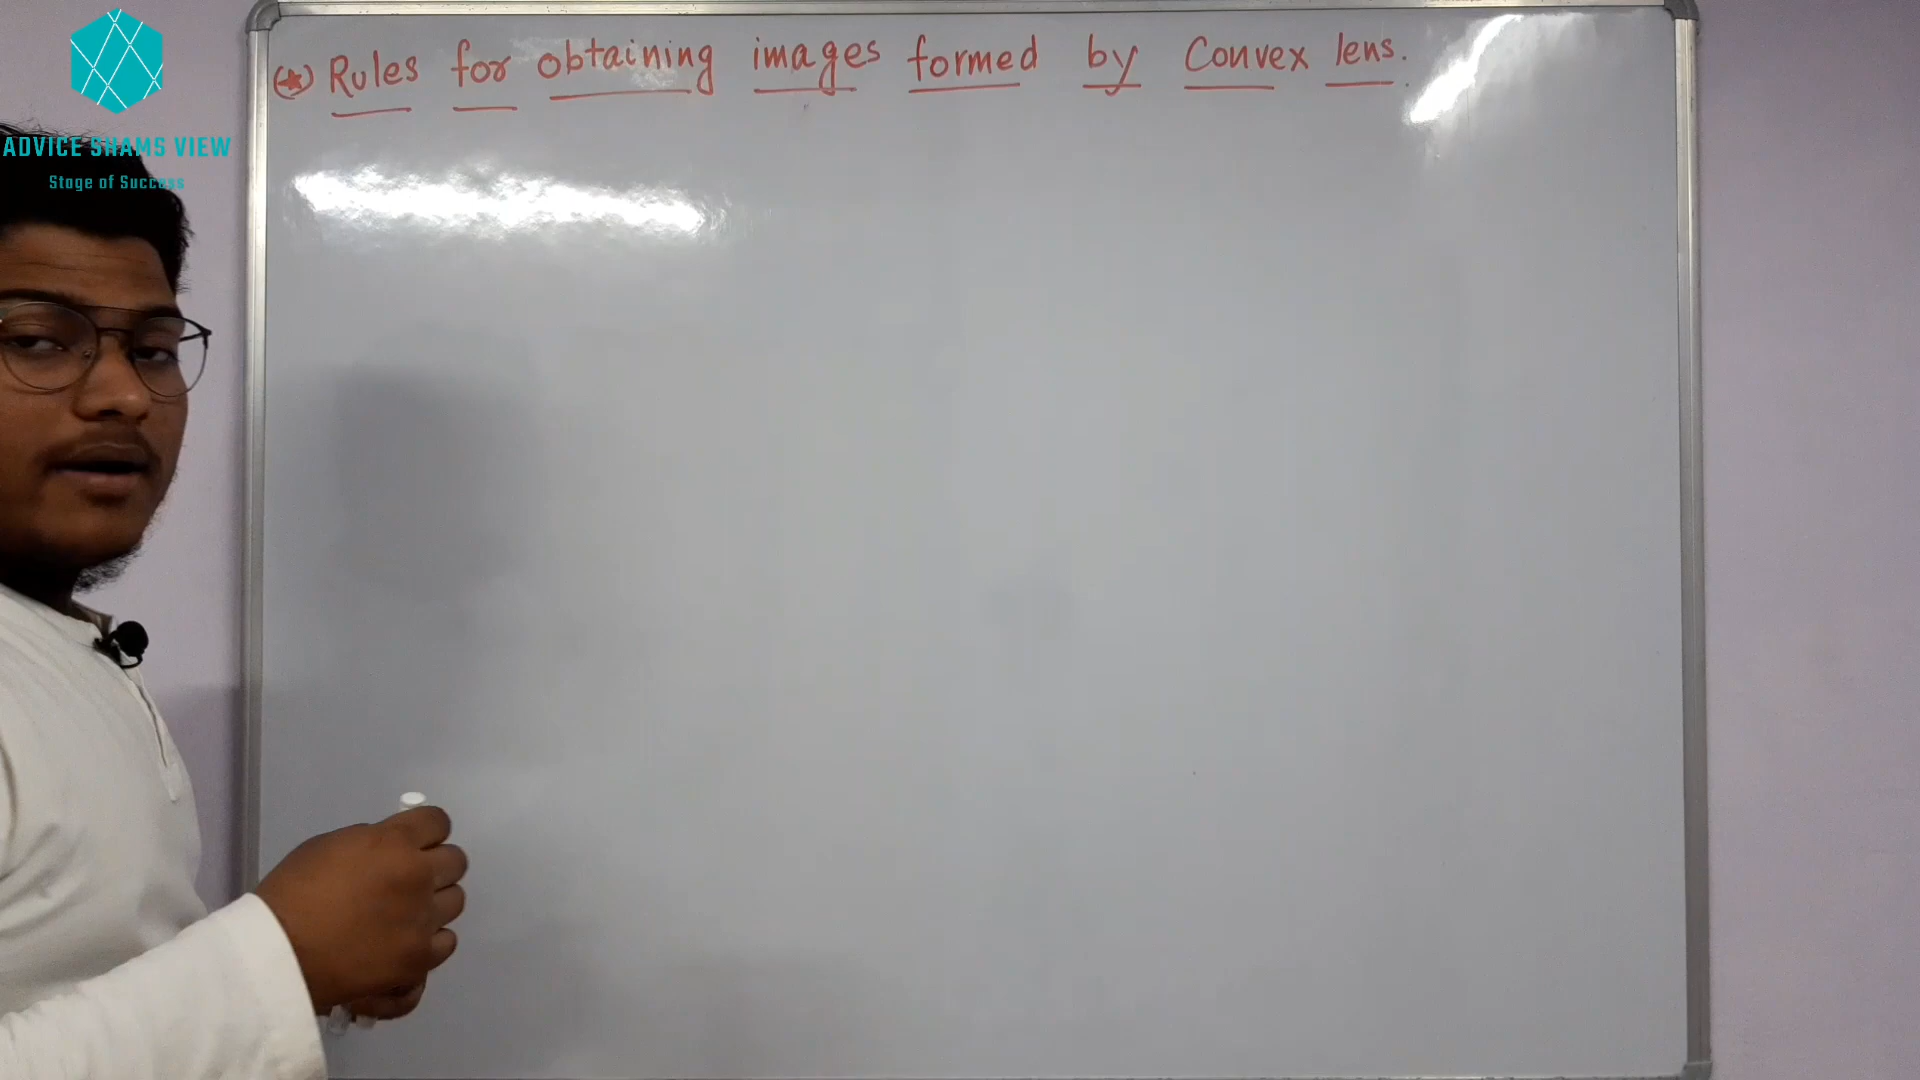 ADVICE SHAMS VIEW
Stage of Success
(★) Rules for obtaining images formed by Convex lens.